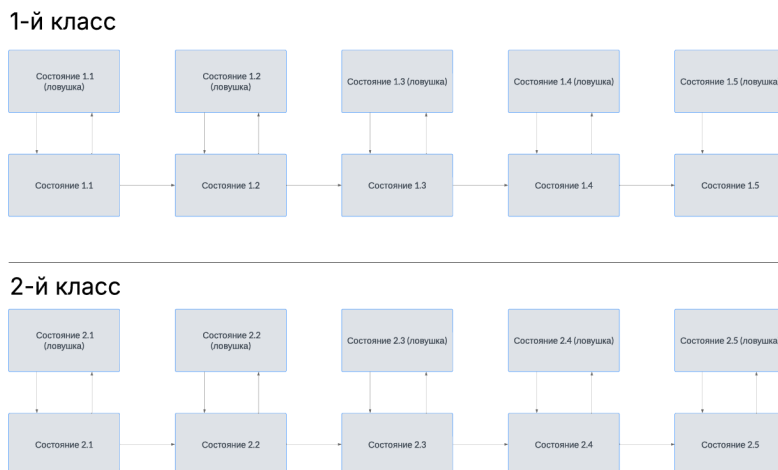 1-й класс
Состояние 1.1
(ловушка)
Состояние 1.2
(ловушка)
Состояние 1.3 (ловушка)
Состояние 1.4 (ловушка)
Состояние 1.5 (ловушка
Состояние 1.1
Состояние 1.2
Состояние 1.3
Состояние 1.4
Состояние 1.5
2-й класс
Состояние 2.1
(ловушка)
Состояние 2.2
(ловушка)
Состояние 2.3 (ловушка)
Состояние 2.4 (ловушка)
Состояние 2.5 (ловушка
Состояние 2.1
Состояние 2.2
Состояние 2.3
Состояние 2.4
Состояние 2.5